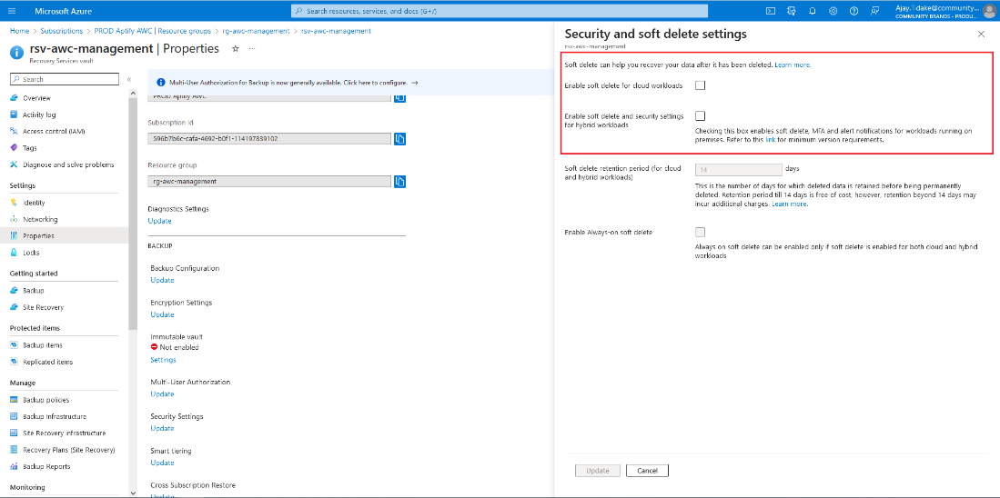 Microsoft Azure
Search resources, services, and docs (G+/)
Ajay.Tidake@community...
COMMUNITY BRANDS - PRODU...
Home > Subscriptions > PROD Aptify AWC | Resource groups > rg-awc-management > rsv-awc-management
rsv-awc-management | Properties
Recovery Services vault
Search
Overview
Activity log
Access control (IAM)
Tags
Diagnose and solve problems
Settings
Identity
Networking
Properties
Locks
Getting started
Backup
Site Recovery
Protected items
Backup items
Replicated items
Manage
Backup policies
Backup Infrastructure
Site Recovery infrastructure
Recovery Plans (Site Recovery)
Backup Reports
Monitoring
Multi-User Authorization for Backup is now generally available. Click here to configure. →
PROD Aptify AWC
Subscription Id
596b7b6c-cafa-4692-b0f1-114197839102
Resource group
rg-awc-management
Diagnostics Settings
Update
BACKUP
Backup Configuration
Update
Encryption Settings
Update
Immutable vault
Not enabled
Settings
Multi-User Authorization
Update
Security Settings
Update
Smart tiering
Update
Cross Subscription Restore
Update
Security and soft delete settings
rsv-awc-management
Soft delete can help you recover your data after it has been deleted. Learn more.
Enable soft delete for cloud workloads
Enable soft delete and security settings
for hybrid workloads
Checking this box enables soft delete, MFA and alert notifications for workloads running on
premises. Refer to this link for minimum version requirements.
Soft delete retention period (for cloud
and hybrid workloads)
14 days
This is the number of days for which deleted data is retained before being permanently
deleted. Retention period till 14 days is free of cost, however, retention beyond 14 days may
incur additional charges. Learn more.
Enable Always-on soft delete
Always on soft delete can be enabled only if soft delete is enabled for both cloud and hybrid
workloads
Update
Cancel